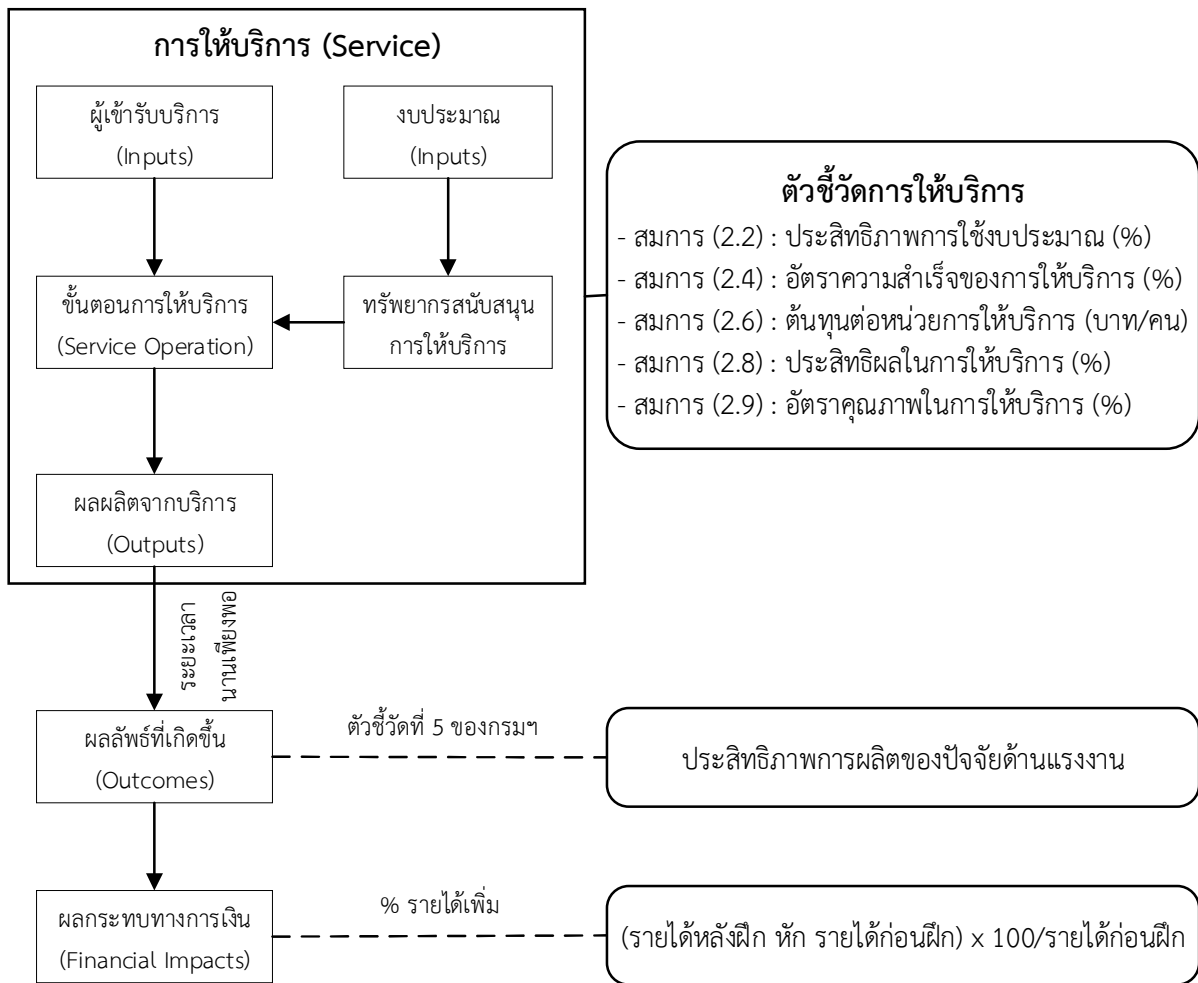 การให้บริการ (Service)
ผู้เข้ารับบริการ
(Inputs)
งบประมาณ
(Inputs)
ขั้นตอนการให้บริการ
(Service Operation)
ทรัพยากรสนับสนุน
การให้บริการ
ผลผลิตจากบริการ
(Outputs)
ตัวชี้วัดการให้บริการ
- สมการ (2.2) : ประสิทธิภาพการใช้งบประมาณ (%)
- สมการ (2.4) : อัตราความสำเร็จของการให้บริการ (%)
- สมการ (2.6) : ต้นทุนต่อหน่วยการให้บริการ (บาท/คน)
- สมการ (2.8) : ประสิทธิผลในการให้บริการ (%)
- สมการ (2.9) : อัตราคุณภาพในการให้บริการ (%)
ระยะเวลา
นานเพียงพอ
ผลลัพธ์ที่เกิดขึ้น
(Outcomes)
ตัวชี้วัดที่ 5 ของกรมฯ
ประสิทธิภาพการผลิตของปัจจัยด้านแรงงาน
ผลกระทบทางการเงิน
(Financial Impacts)
% รายได้เพิ่ม
(รายได้หลังฝึก หัก รายได้ก่อนฝึก) x 100/รายได้ก่อนฝึก